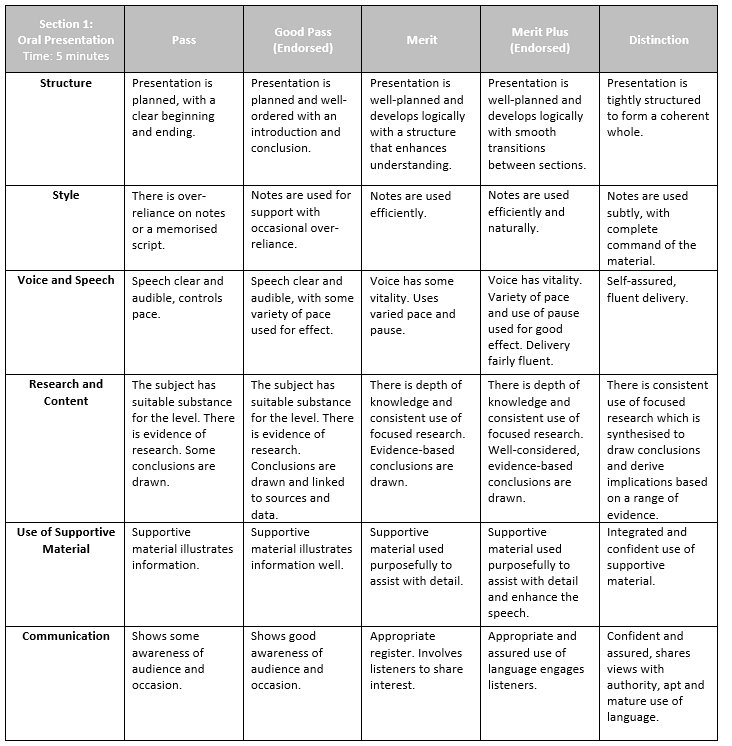 Section 1:
Oral Presentation
Time: 5 minutes
Pass
Good Pass
(Endorsed)
Merit
Merit Plus
(Endorsed)
Distinction
Structure
Presentation is
planned, with a
clear beginning
and ending.
Presentation is
planned and well-
ordered with an
introduction and
conclusion.
Presentation is
well-planned and
develops logically
with a structure
that enhances
understanding.
Presentation is
well-planned and
develops logically
with smooth
transitions
between sections.
Presentation is
tightly structured
to form a coherent
whole.
Style
There is over-
reliance on notes
or a memorised
script.
Notes are used for
support with
occasional over-
reliance.
Notes are used
efficiently.
Notes are used
efficiently and
naturally.
Notes are used
subtly, with
complete
command of the
material.
Voice and Speech
Speech clear and
audible, controls
pace.
Speech clear and
audible, with some
variety of pace
used for effect.
Voice has some
vitality. Uses
varied pace and
pause.
Voice has vitality.
Variety of pace
and use of pause
used for good
effect. Delivery
fairly fluent.
Self-assured,
fluent delivery.
Research and
Content
The subject has
suitable substance
for the level. There
is evidence of
research. Some
conclusions are
drawn.
The subject has
suitable substance
for the level. There
is evidence of
research.
Conclusions are
drawn and linked
to sources and
data.
There is depth of
knowledge and
consistent use of
focused research.
Evidence-based
conclusions are
drawn.
There is depth of
knowledge and
consistent use of
focused research.
Well-considered,
evidence-based
conclusions are
drawn.
There is consistent
use of focused
research which is
synthesised to
draw conclusions
and derive
implications based
on a range of
evidence.
Use of Supportive
Material
Supportive
material illustrates
information.
Supportive
material illustrates
information well.
Supportive
material used
purposefully to
assist with detail.
Supportive
material used
purposefully to
assist with detail
and enhance the
speech.
Integrated and
confident use of
supportive
material.
Communication
Shows some
awareness of
audience and
occasion.
Shows good
awareness of
audience and
occasion.
Appropriate
register. Involves
listeners to share
interest.
Appropriate and
assured use of
language engages
listeners.
Confident and
assured, shares
views with
authority, apt and
mature use of
language.